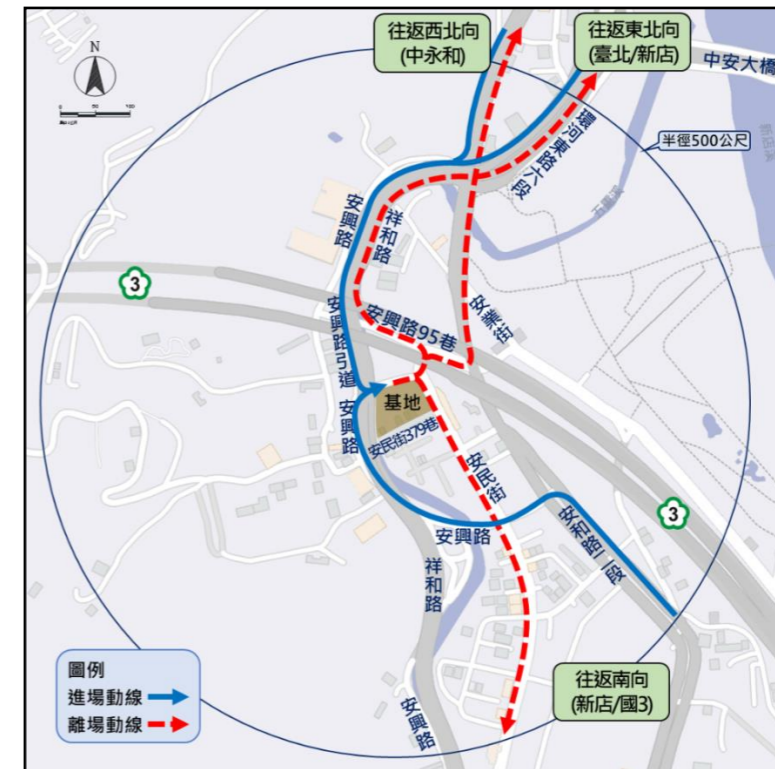 往返西北向
(中永和)
往返東北向
(臺北/新店)
中安大橋
N
半徑500公尺
環河東路六段
安興路
祥和路
3
安興路引道
安興路95巷
安業街
基地
安興路
安民街379巷
安民街
3
安興路
安和路一段
祥和路
往返南向
(新店/國3)
安興路
圖例
進場動線
離場動線